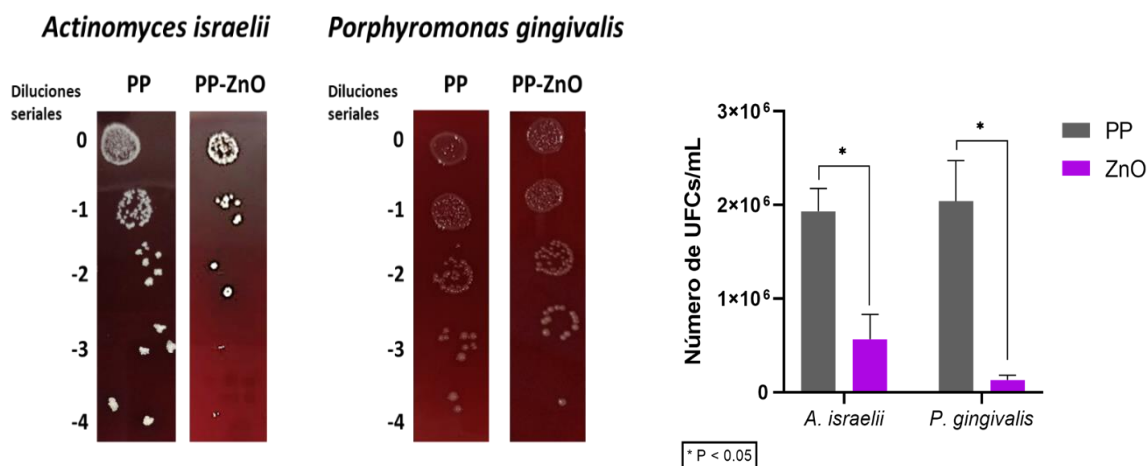 Actinomyces israelii
Diluciones
seriales
PP
PP-ZnO
0
-1
-2
-3
-4
Porphyromonas gingivalis
Diluciones
seriales
PP
PP-ZnO
0
-1
-2
-3
-4
Número de UFCs/mL
3×10⁶
2×10⁶
1×10⁶
0
*
*
A. israelii
P. gingivalis
PP
ZnO
* P < 0.05